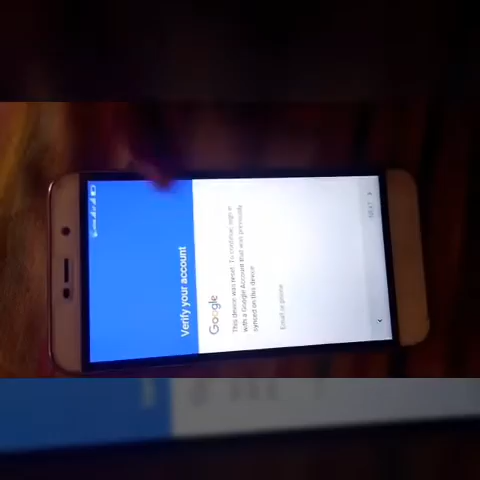 Verify your account
Google
This device was reset. To continue, sign in
with a Google Account that was previously
synced on this device.
Email or phone
NEXT